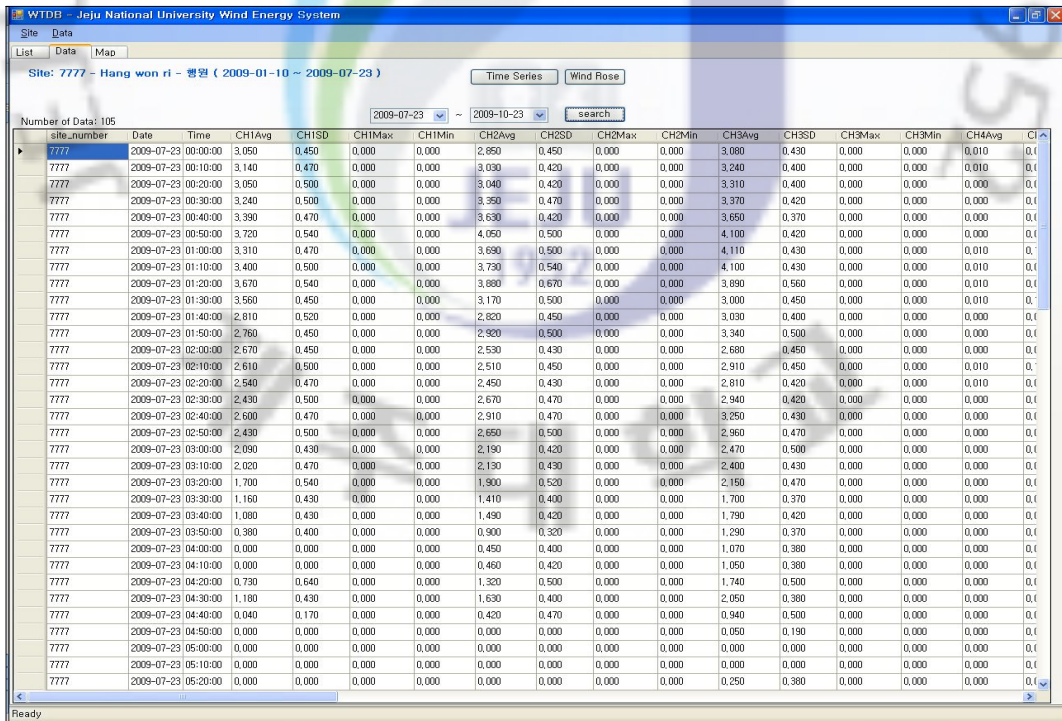 WTDB - Jeju National University Wind Energy System
Site Data
List Data Map
Site: 7777 - Hang won ri - 행원 ( 2009-01-10 ~ 2009-07-23 )
Time Series Wind Rose
Number of Data: 105
2009-07-23 ~ 2009-10-23 search
site_number Date Time CH1Avg CH1SD CH1Max CH1Min CH2Avg CH2SD CH2Max CH2Min CH3Avg CH3SD CH3Max CH3Min CH4Avg
7777 2009-07-23 00:00:00 3,050 0,450 0,000 0,000 2,850 0,450 0,000 0,000 3,080 0,430 0,000 0,000 0,010
7777 2009-07-23 00:10:00 3,140 0,470 0,000 0,000 3,030 0,420 0,000 0,000 3,240 0,400 0,000 0,000 0,010
7777 2009-07-23 00:20:00 3,050 0,500 0,000 0,000 3,040 0,420 0,000 0,000 3,310 0,400 0,000 0,000 0,000
7777 2009-07-23 00:30:00 3,240 0,500 0,000 0,000 3,350 0,470 0,000 0,000 3,370 0,420 0,000 0,000 0,000
7777 2009-07-23 00:40:00 3,390 0,470 0,000 0,000 3,630 0,420 0,000 0,000 3,650 0,370 0,000 0,000 0,000
7777 2009-07-23 00:50:00 3,720 0,540 0,000 0,000 4,050 0,500 0,000 0,000 4,100 0,420 0,000 0,000 0,000
7777 2009-07-23 01:00:00 3,310 0,470 0,000 0,000 3,690 0,500 0,000 0,000 4,110 0,430 0,000 0,000 0,010
7777 2009-07-23 01:10:00 3,400 0,500 0,000 0,000 3,730 0,540 0,000 0,000 4,100 0,430 0,000 0,000 0,010
7777 2009-07-23 01:20:00 3,670 0,540 0,000 0,000 3,880 0,670 0,000 0,000 3,890 0,560 0,000 0,000 0,010
7777 2009-07-23 01:30:00 3,560 0,450 0,000 0,000 3,170 0,500 0,000 0,000 3,000 0,450 0,000 0,000 0,010
7777 2009-07-23 01:40:00 2,810 0,520 0,000 0,000 2,820 0,450 0,000 0,000 3,030 0,400 0,000 0,000 0,000
7777 2009-07-23 01:50:00 2,760 0,450 0,000 0,000 2,920 0,500 0,000 0,000 3,340 0,500 0,000 0,000 0,000
7777 2009-07-23 02:00:00 2,670 0,450 0,000 0,000 2,530 0,430 0,000 0,000 2,680 0,450 0,000 0,000 0,010
7777 2009-07-23 02:10:00 2,610 0,500 0,000 0,000 2,510 0,450 0,000 0,000 2,910 0,450 0,000 0,000 0,010
7777 2009-07-23 02:20:00 2,540 0,470 0,000 0,000 2,450 0,430 0,000 0,000 2,810 0,420 0,000 0,000 0,010
7777 2009-07-23 02:30:00 2,430 0,500 0,000 0,000 2,670 0,470 0,000 0,000 2,940 0,420 0,000 0,000 0,000
7777 2009-07-23 02:40:00 2,600 0,470 0,000 0,000 2,910 0,470 0,000 0,000 3,250 0,430 0,000 0,000 0,000
7777 2009-07-23 02:50:00 2,430 0,500 0,000 0,000 2,650 0,500 0,000 0,000 2,960 0,470 0,000 0,000 0,000
7777 2009-07-23 03:00:00 2,090 0,430 0,000 0,000 2,190 0,420 0,000 0,000 2,470 0,500 0,000 0,000 0,000
7777 2009-07-23 03:10:00 2,020 0,470 0,000 0,000 2,130 0,430 0,000 0,000 2,400 0,430 0,000 0,000 0,000
7777 2009-07-23 03:20:00 1,700 0,540 0,000 0,000 1,900 0,520 0,000 0,000 2,150 0,470 0,000 0,000 0,000
7777 2009-07-23 03:30:00 1,160 0,430 0,000 0,000 1,410 0,400 0,000 0,000 1,700 0,370 0,000 0,000 0,000
7777 2009-07-23 03:40:00 1,080 0,430 0,000 0,000 1,490 0,420 0,000 0,000 1,790 0,420 0,000 0,000 0,000
7777 2009-07-23 03:50:00 0,380 0,400 0,000 0,000 0,900 0,320 0,000 0,000 1,290 0,370 0,000 0,000 0,000
7777 2009-07-23 04:00:00 0,000 0,000 0,000 0,000 0,450 0,400 0,000 0,000 1,070 0,380 0,000 0,000 0,000
7777 2009-07-23 04:10:00 0,000 0,000 0,000 0,000 0,460 0,420 0,000 0,000 1,050 0,380 0,000 0,000 0,000
7777 2009-07-23 04:20:00 0,730 0,640 0,000 0,000 1,320 0,500 0,000 0,000 1,740 0,500 0,000 0,000 0,000
7777 2009-07-23 04:30:00 1,180 0,430 0,000 0,000 1,630 0,400 0,000 0,000 2,050 0,380 0,000 0,000 0,000
7777 2009-07-23 04:40:00 0,040 0,170 0,000 0,000 0,420 0,470 0,000 0,000 0,940 0,500 0,000 0,000 0,000
7777 2009-07-23 04:50:00 0,000 0,000 0,000 0,000 0,000 0,000 0,000 0,000 0,050 0,190 0,000 0,000 0,000
7777 2009-07-23 05:00:00 0,000 0,000 0,000 0,000 0,000 0,000 0,000 0,000 0,000 0,000 0,000 0,000 0,000
7777 2009-07-23 05:10:00 0,000 0,000 0,000 0,000 0,000 0,000 0,000 0,000 0,000 0,000 0,000 0,000 0,000
7777 2009-07-23 05:20:00 0,000 0,000 0,000 0,000 0,000 0,000 0,000 0,000 0,250 0,380 0,000 0,000 0,000
Ready
JEJU
1952